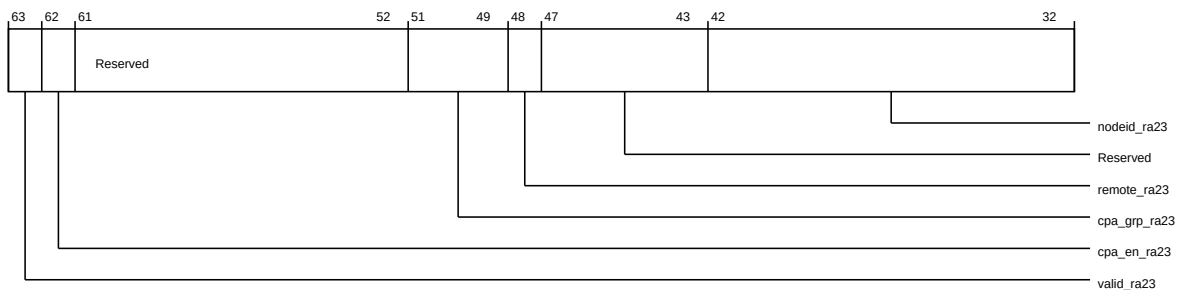 63 62 61 52 51 49 48 47 43 42 32
Reserved
nodeid_ra23
Reserved
remote_ra23
cpa_grp_ra23
cpa_en_ra23
valid_ra23